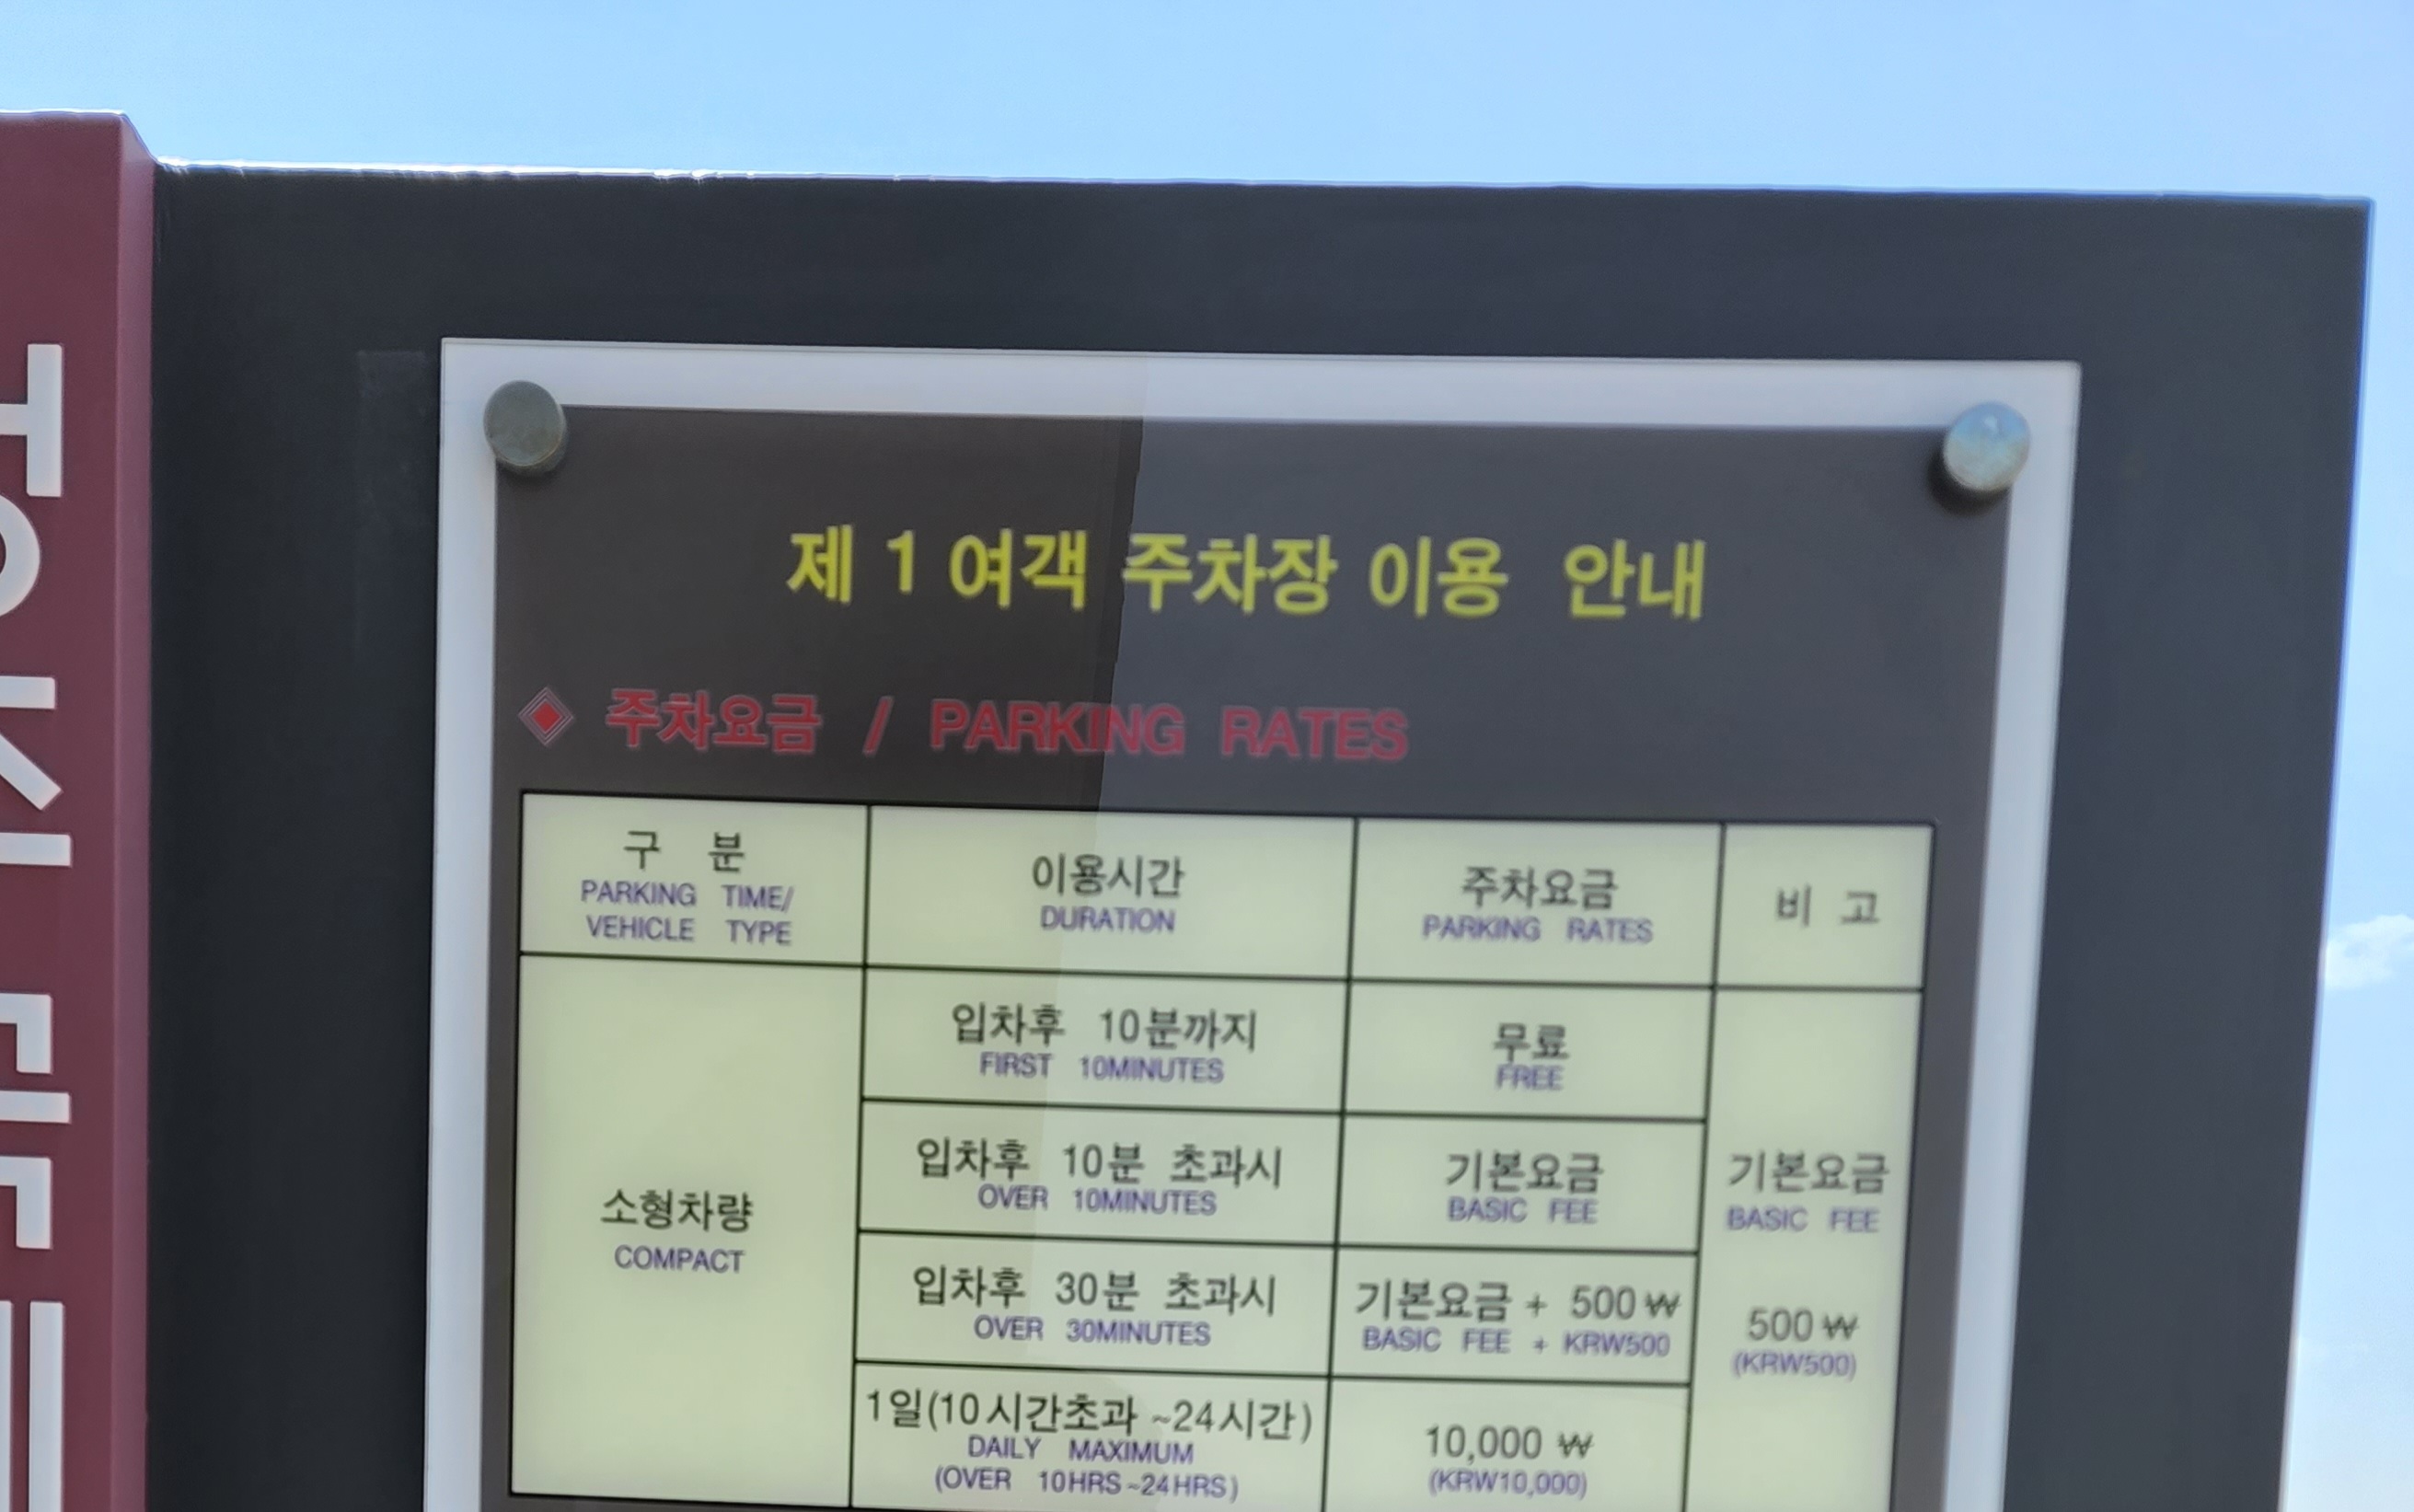 제 1 여객 주차장 이용 안내
주차요금 / PARKING RATES
구 분
PARKING TIME/
VEHICLE TYPE
이용시간
DURATION
주차요금
PARKING RATES
비 고
소형차량
COMPACT
입차후 10분까지
FIRST 10MINUTES
무료
FREE
입차후 10분 초과시
OVER 10MINUTES
기본요금
BASIC FEE
입차후 30분 초과시
OVER 30MINUTES
기본요금 + 500₩
BASIC FEE + KRW500
1일(10시간초과 ~24시간)
DAILY MAXIMUM
(OVER 10HRS~24HRS)
10,000 ₩
(KRW10,000)
기본요금
BASIC FEE
500₩
(KRW500)